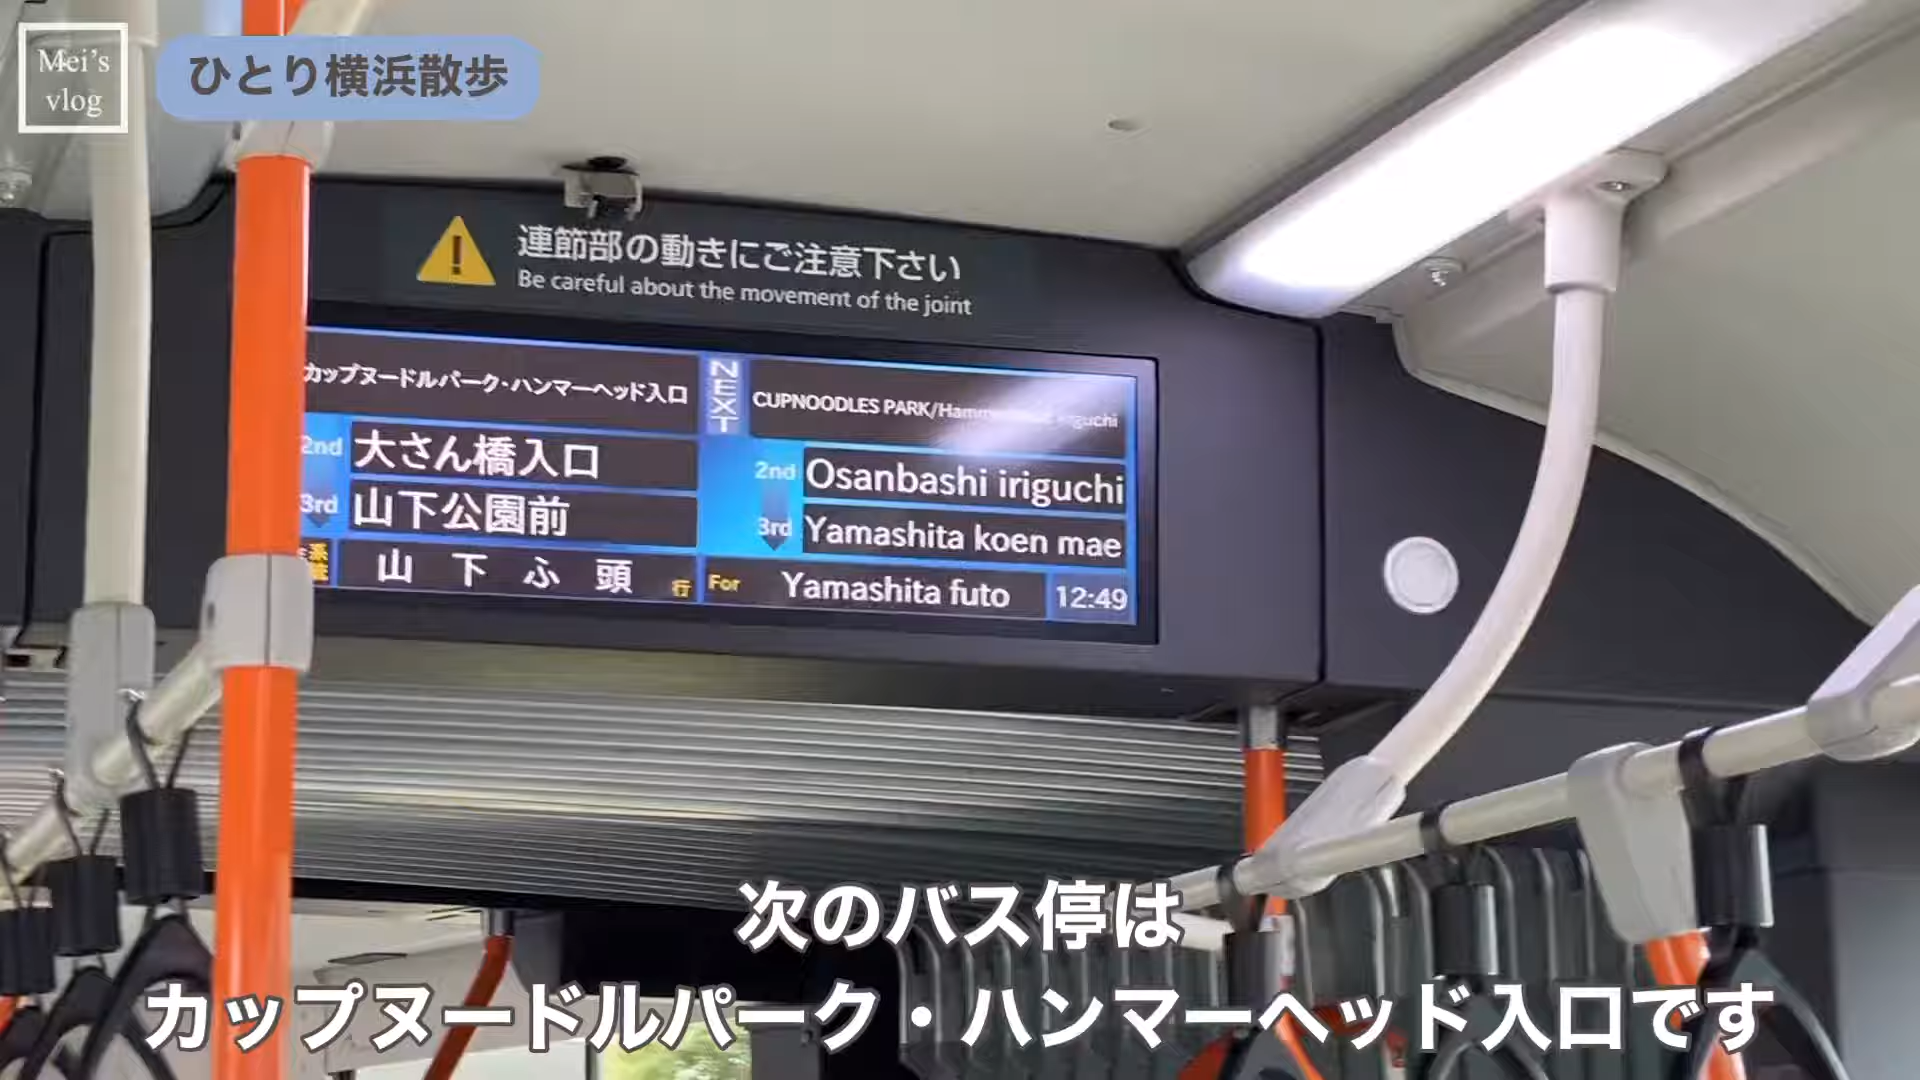 Mei's
vlog
ひとり横浜散歩
連節部の動きにご注意下さい
Be careful about the movement of the joint
カップヌードルパーク・ハンマーヘッド入口
NEXT
CUPNOODLES PARK/Hammerhead iriguchi
2nd 大さん橋入口
2nd Osanbashi iriguchi
3rd 山下公園前
3rd Yamashita koen mae
山下ふ頭 行
For Yamashita futo 12:49
次のバス停は
カップヌードルパーク・ハンマーヘッド入口です